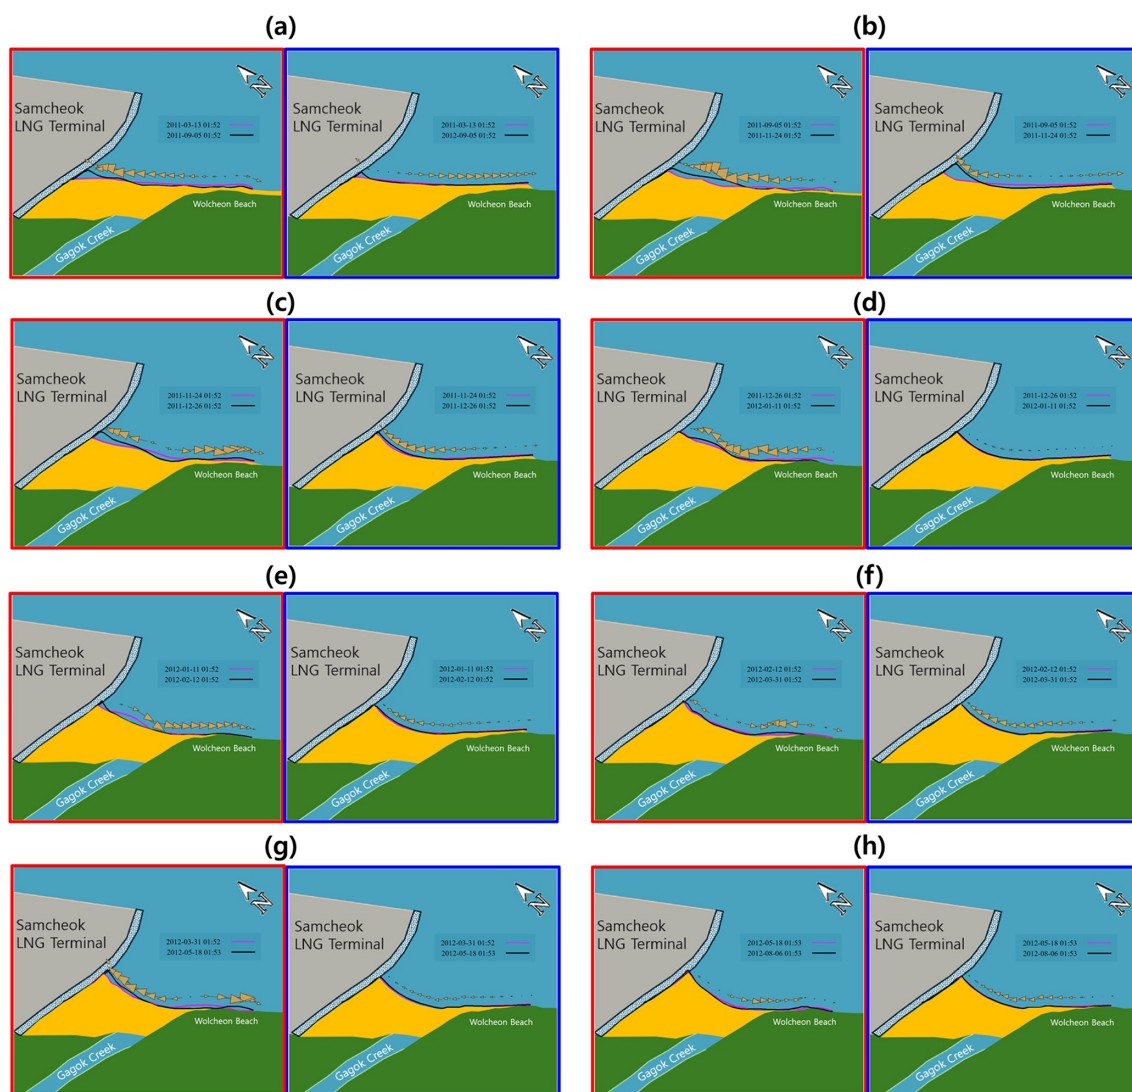 (a)
Samcheok
LNG Terminal
N
2011-03-13 01:52
2011-09-05 01:52
Wolcheon Beach
Gagok Creek
Samcheok
LNG Terminal
N
2011-03-13 01:52
2012-09-05 01:52
Wolcheon Beach
Gagok Creek
(b)
Samcheok
LNG Terminal
N
2011-09-05 01:52
2011-11-24 01:52
Wolcheon Beach
Gagok Creek
Samcheok
LNG Terminal
N
2011-09-05 01:52
2011-11-24 01:52
Wolcheon Beach
Gagok Creek
(c)
Samcheok
LNG Terminal
N
2011-11-24 01:52
2011-12-26 01:52
Wolcheon Beach
Gagok Creek
Samcheok
LNG Terminal
N
2011-11-24 01:52
2011-12-26 01:52
Wolcheon Beach
Gagok Creek
(d)
Samcheok
LNG Terminal
N
2011-12-26 01:52
2012-01-11 01:52
Wolcheon Beach
Gagok Creek
Samcheok
LNG Terminal
N
2011-12-26 01:52
2012-01-11 01:52
Wolcheon Beach
Gagok Creek
(e)
Samcheok
LNG Terminal
N
2012-01-11 01:52
2012-02-12 01:52
Wolcheon Beach
Gagok Creek
Samcheok
LNG Terminal
N
2012-01-11 01:52
2012-02-12 01:52
Wolcheon Beach
Gagok Creek
(f)
Samcheok
LNG Terminal
N
2012-02-12 01:52
2012-03-31 01:52
Wolcheon Beach
Gagok Creek
Samcheok
LNG Terminal
N
2012-02-12 01:52
2012-03-31 01:52
Wolcheon Beach
Gagok Creek
(g)
Samcheok
LNG Terminal
N
2012-03-31 01:52
2012-05-18 01:53
Wolcheon Beach
Gagok Creek
Samcheok
LNG Terminal
N
2012-03-31 01:52
2012-05-18 01:53
Wolcheon Beach
Gagok Creek
(h)
Samcheok
LNG Terminal
N
2012-05-18 01:53
2012-08-06 01:52
Wolcheon Beach
Gagok Creek
Samcheok
LNG Terminal
N
2012-05-18 01:53
2012-08-06 01:52
Wolcheon Beach
Gagok Creek